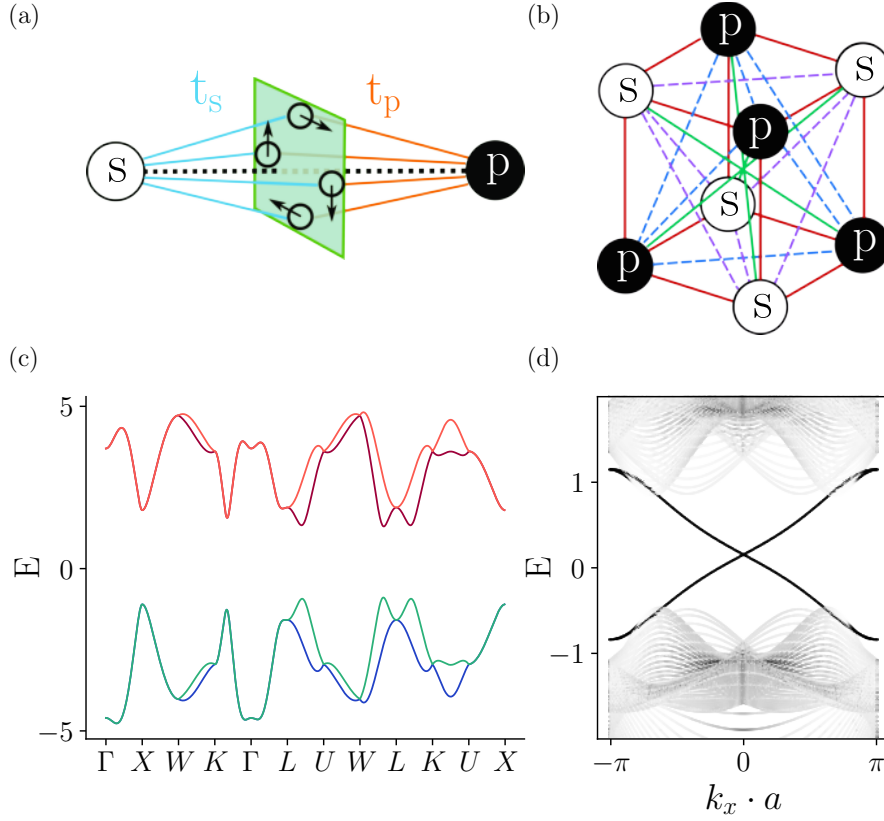 (a)
t_s t_p
s p
(b)
p
s s
p
s
p p
s
(c)
5
E 0
−5
Γ X W K Γ L U W L K U X
(d)
1
E 0
−1
−π 0 π
k_x · a